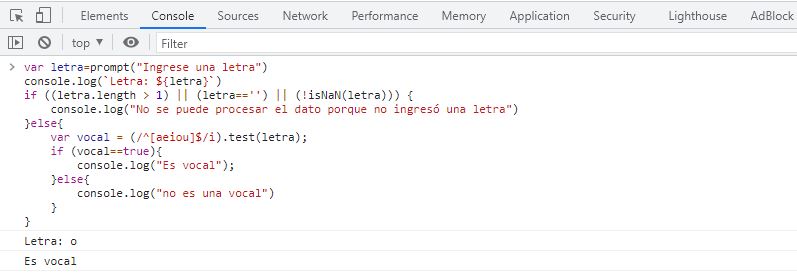 Elements Console Sources Network Performance Memory Application Security Lighthouse AdBlock
top Filter
var letra=prompt("Ingrese una letra")
console.log(`Letra: ${letra}`)
if ((letra.length > 1) || (letra=='') || (!isNaN(letra))) {
    console.log("No se puede procesar el dato porque no ingresó una letra")
}else{
    var vocal = (/^[aeiou]$/i).test(letra);
    if (vocal==true){
        console.log("Es vocal");
    }else{
        console.log("no es una vocal")
    }
}
Letra: o
Es vocal